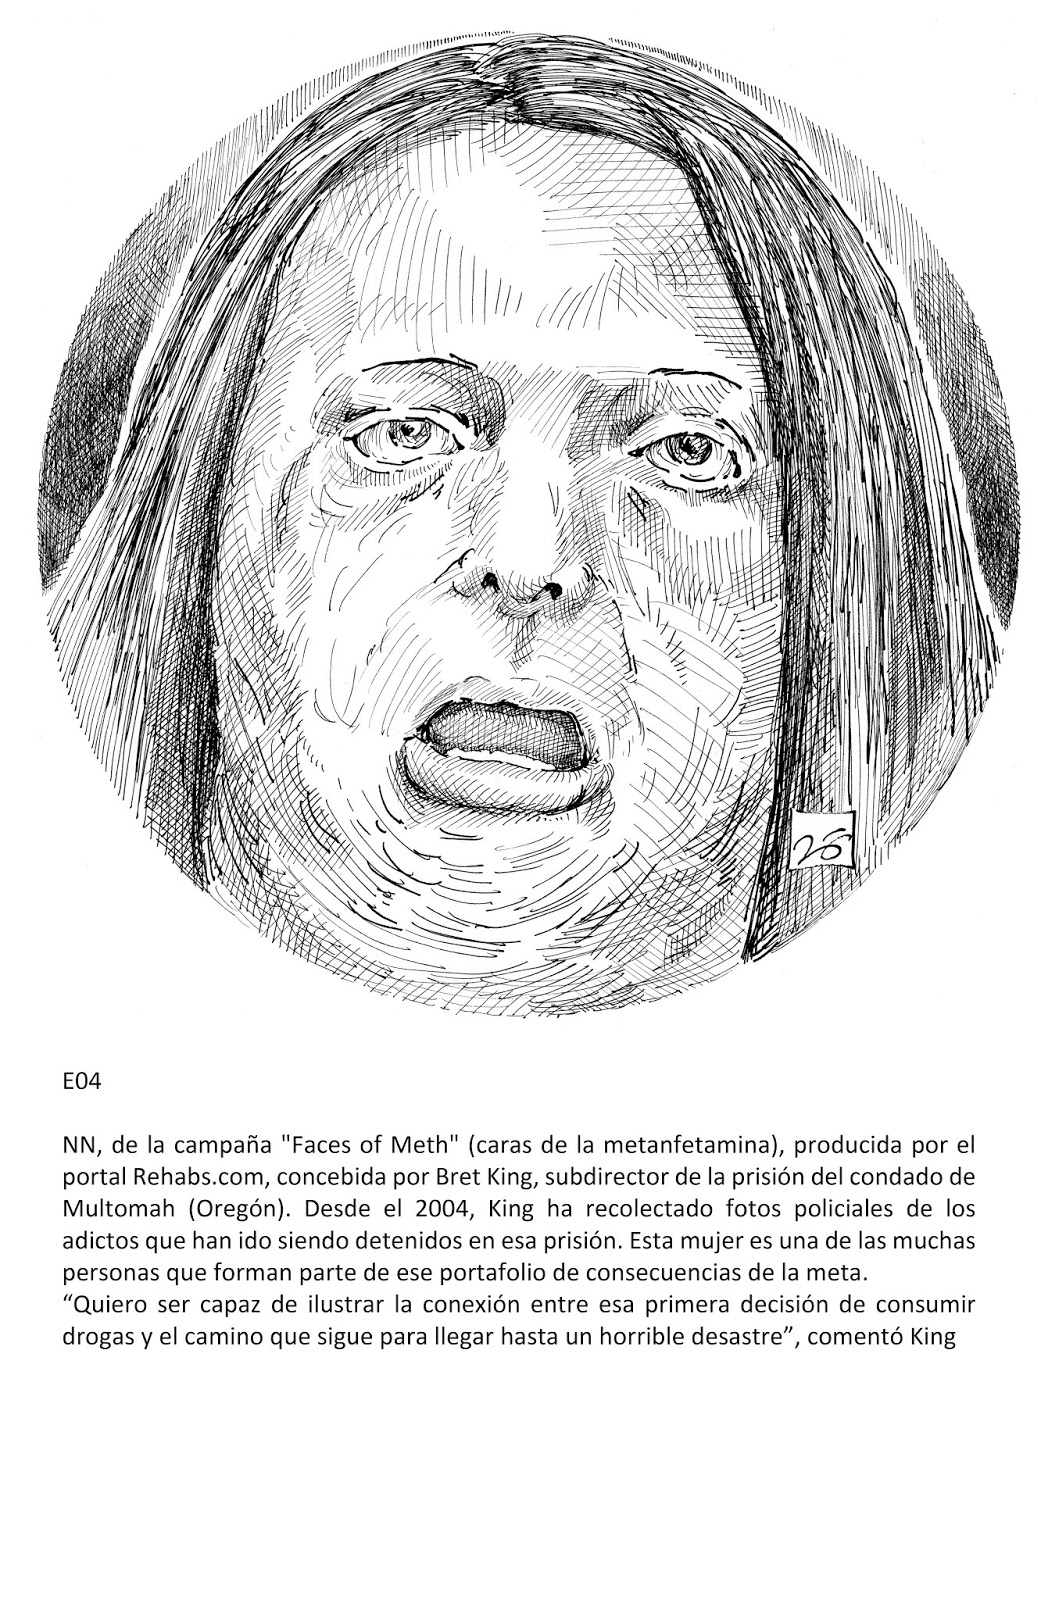 E04
NN, de la campaña "Faces of Meth" (caras de la metanfetamina), producida por el
portal Rehabs.com, concebida por Bret King, subdirector de la prisión del condado de
Multomah (Oregón). Desde el 2004, King ha recolectado fotos policiales de los
adictos que han ido siendo detenidos en esa prisión. Esta mujer es una de las muchas
personas que forman parte de ese portafolio de consecuencias de la meta.
“Quiero ser capaz de ilustrar la conexión entre esa primera decisión de consumir
drogas y el camino que sigue para llegar hasta un horrible desastre”, comentó King